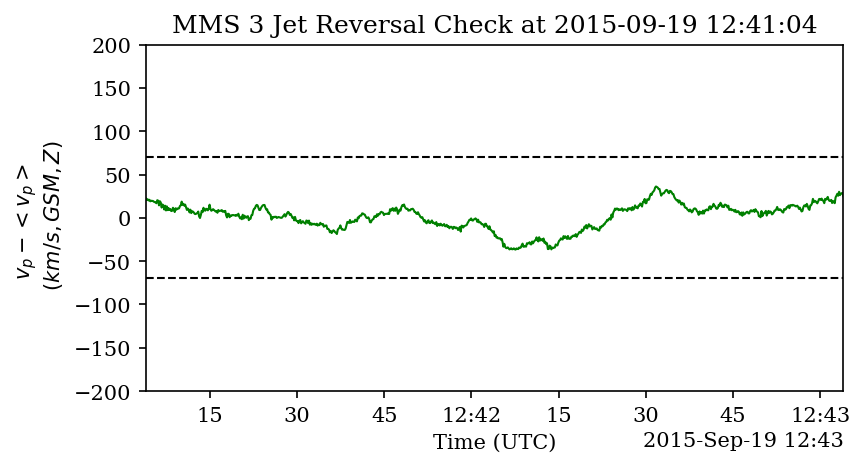 MMS 3 Jet Reversal Check at 2015-09-19 12:41:04
v_p − < v_p >
(km/s, GSM, Z)
200
150
100
50
0
−50
−100
−150
−200
15 30 45 12:42 15 30 45 12:43
Time (UTC)
2015-Sep-19 12:43